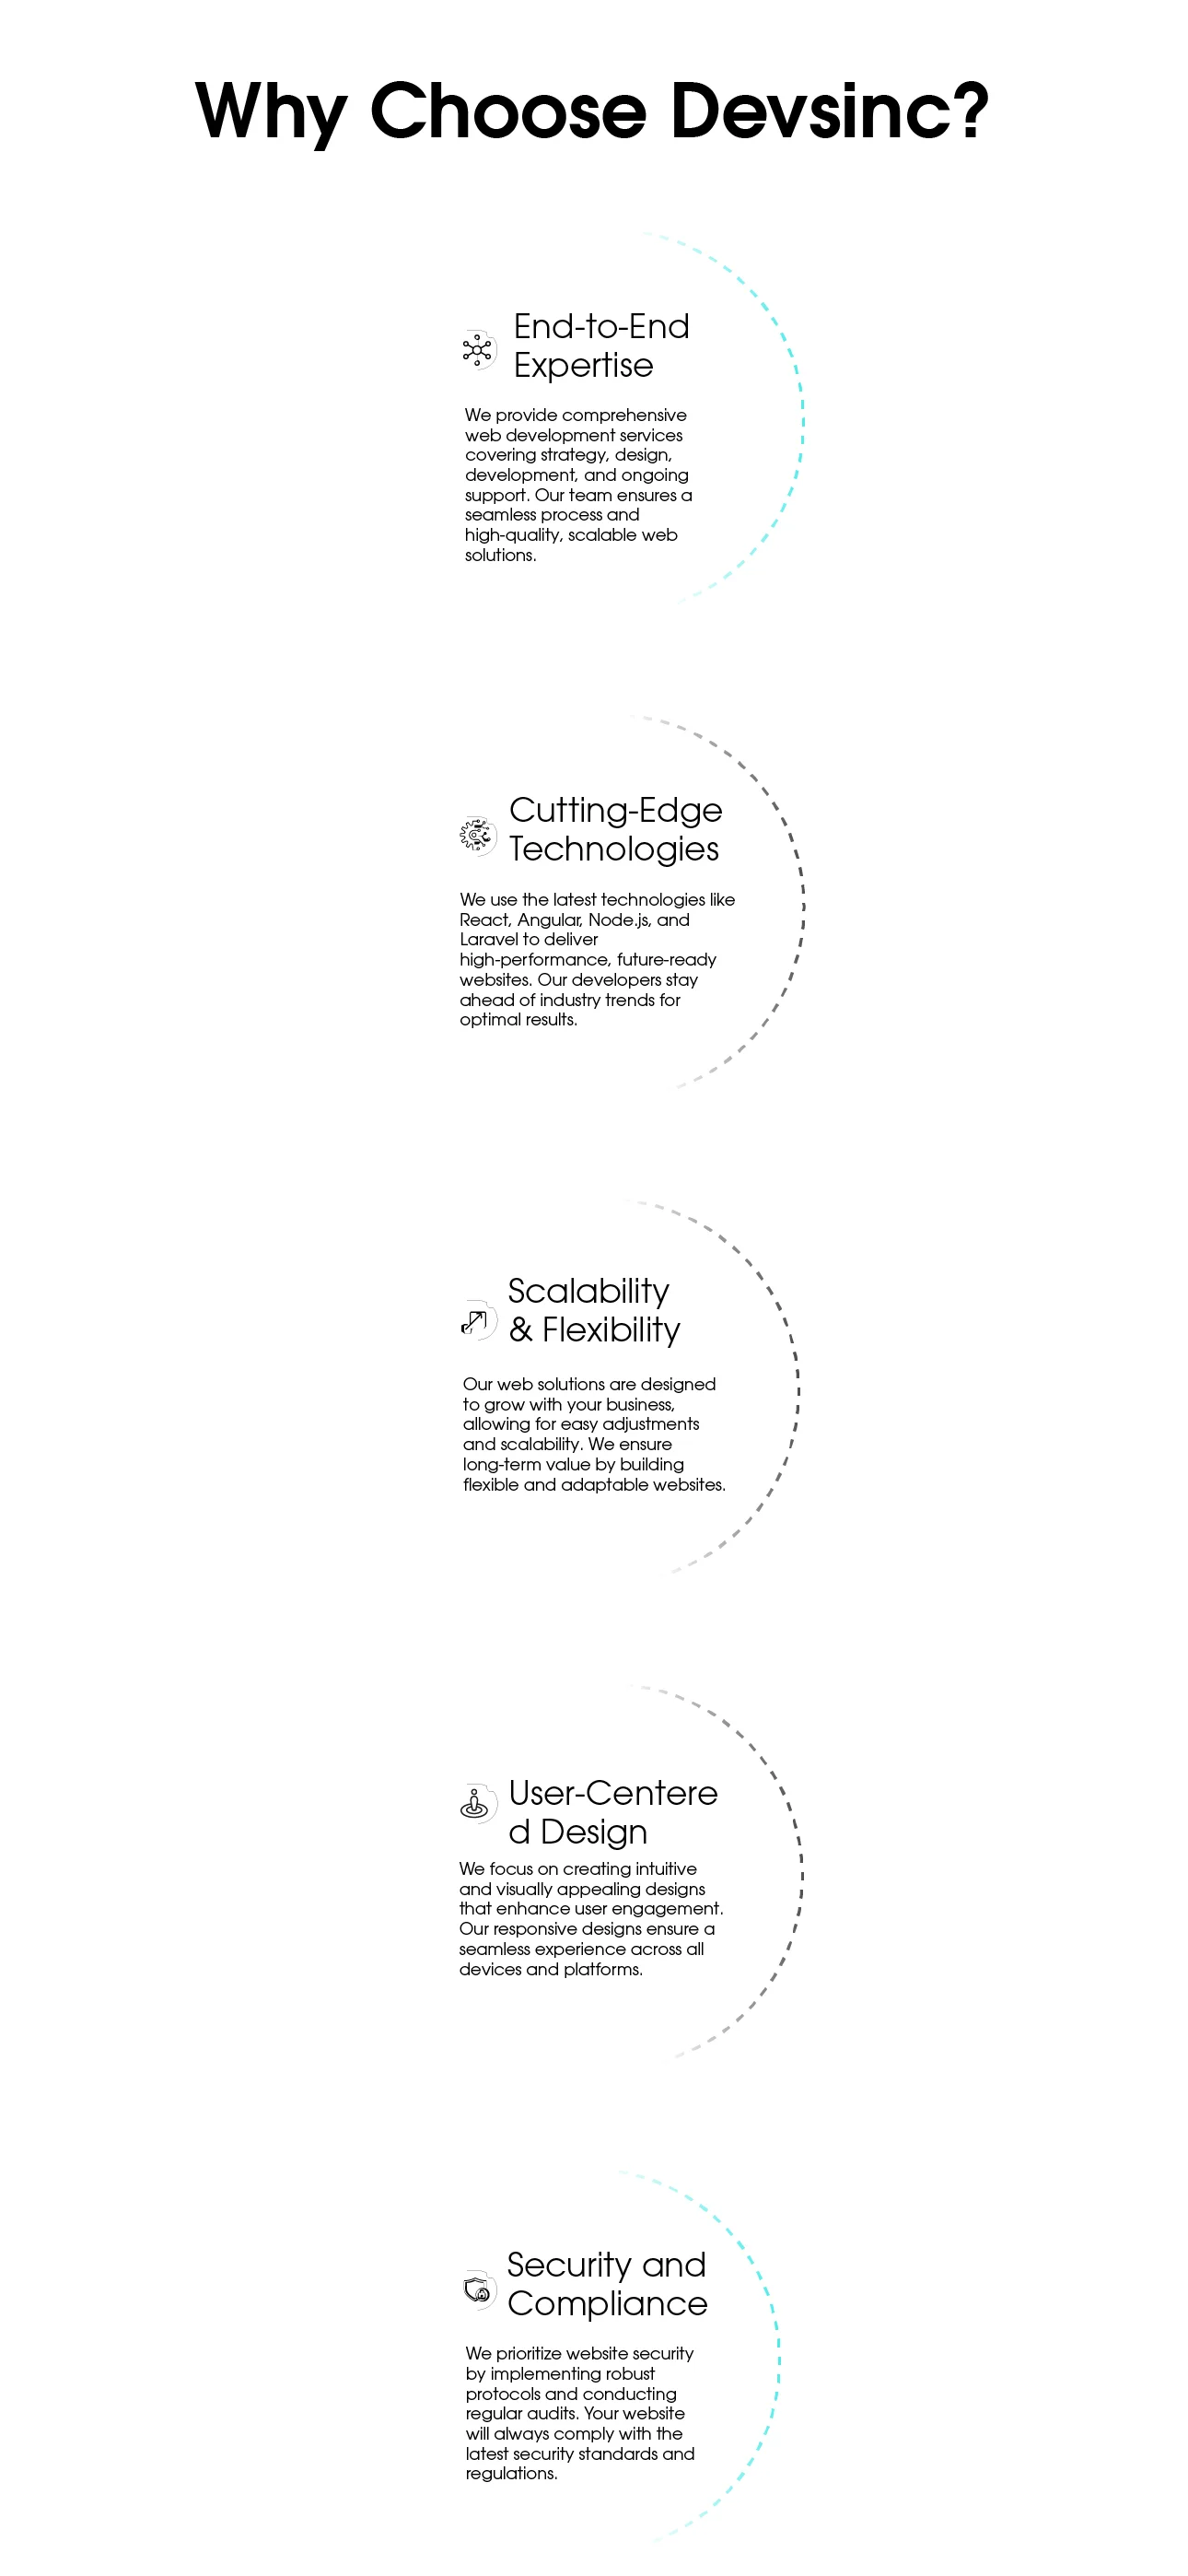 Why Choose Devsinc?
End-to-End
Expertise
We provide comprehensive
web development services
covering strategy, design,
development, and ongoing
support. Our team ensures a
seamless process and
high-quality, scalable web
solutions.
Cutting-Edge
Technologies
We use the latest technologies like
React, Angular, Node.js, and
Laravel to deliver
high-performance, future-ready
websites. Our developers stay
ahead of industry trends for
optimal results.
Scalability
& Flexibility
Our web solutions are designed
to grow with your business,
allowing for easy adjustments
and scalability. We ensure
long-term value by building
flexible and adaptable websites.
User-Centere
d Design
We focus on creating intuitive
and visually appealing designs
that enhance user engagement.
Our responsive designs ensure a
seamless experience across all
devices and platforms.
Security and
Compliance
We prioritize website security
by implementing robust
protocols and conducting
regular audits. Your website
will always comply with the
latest security standards and
regulations.